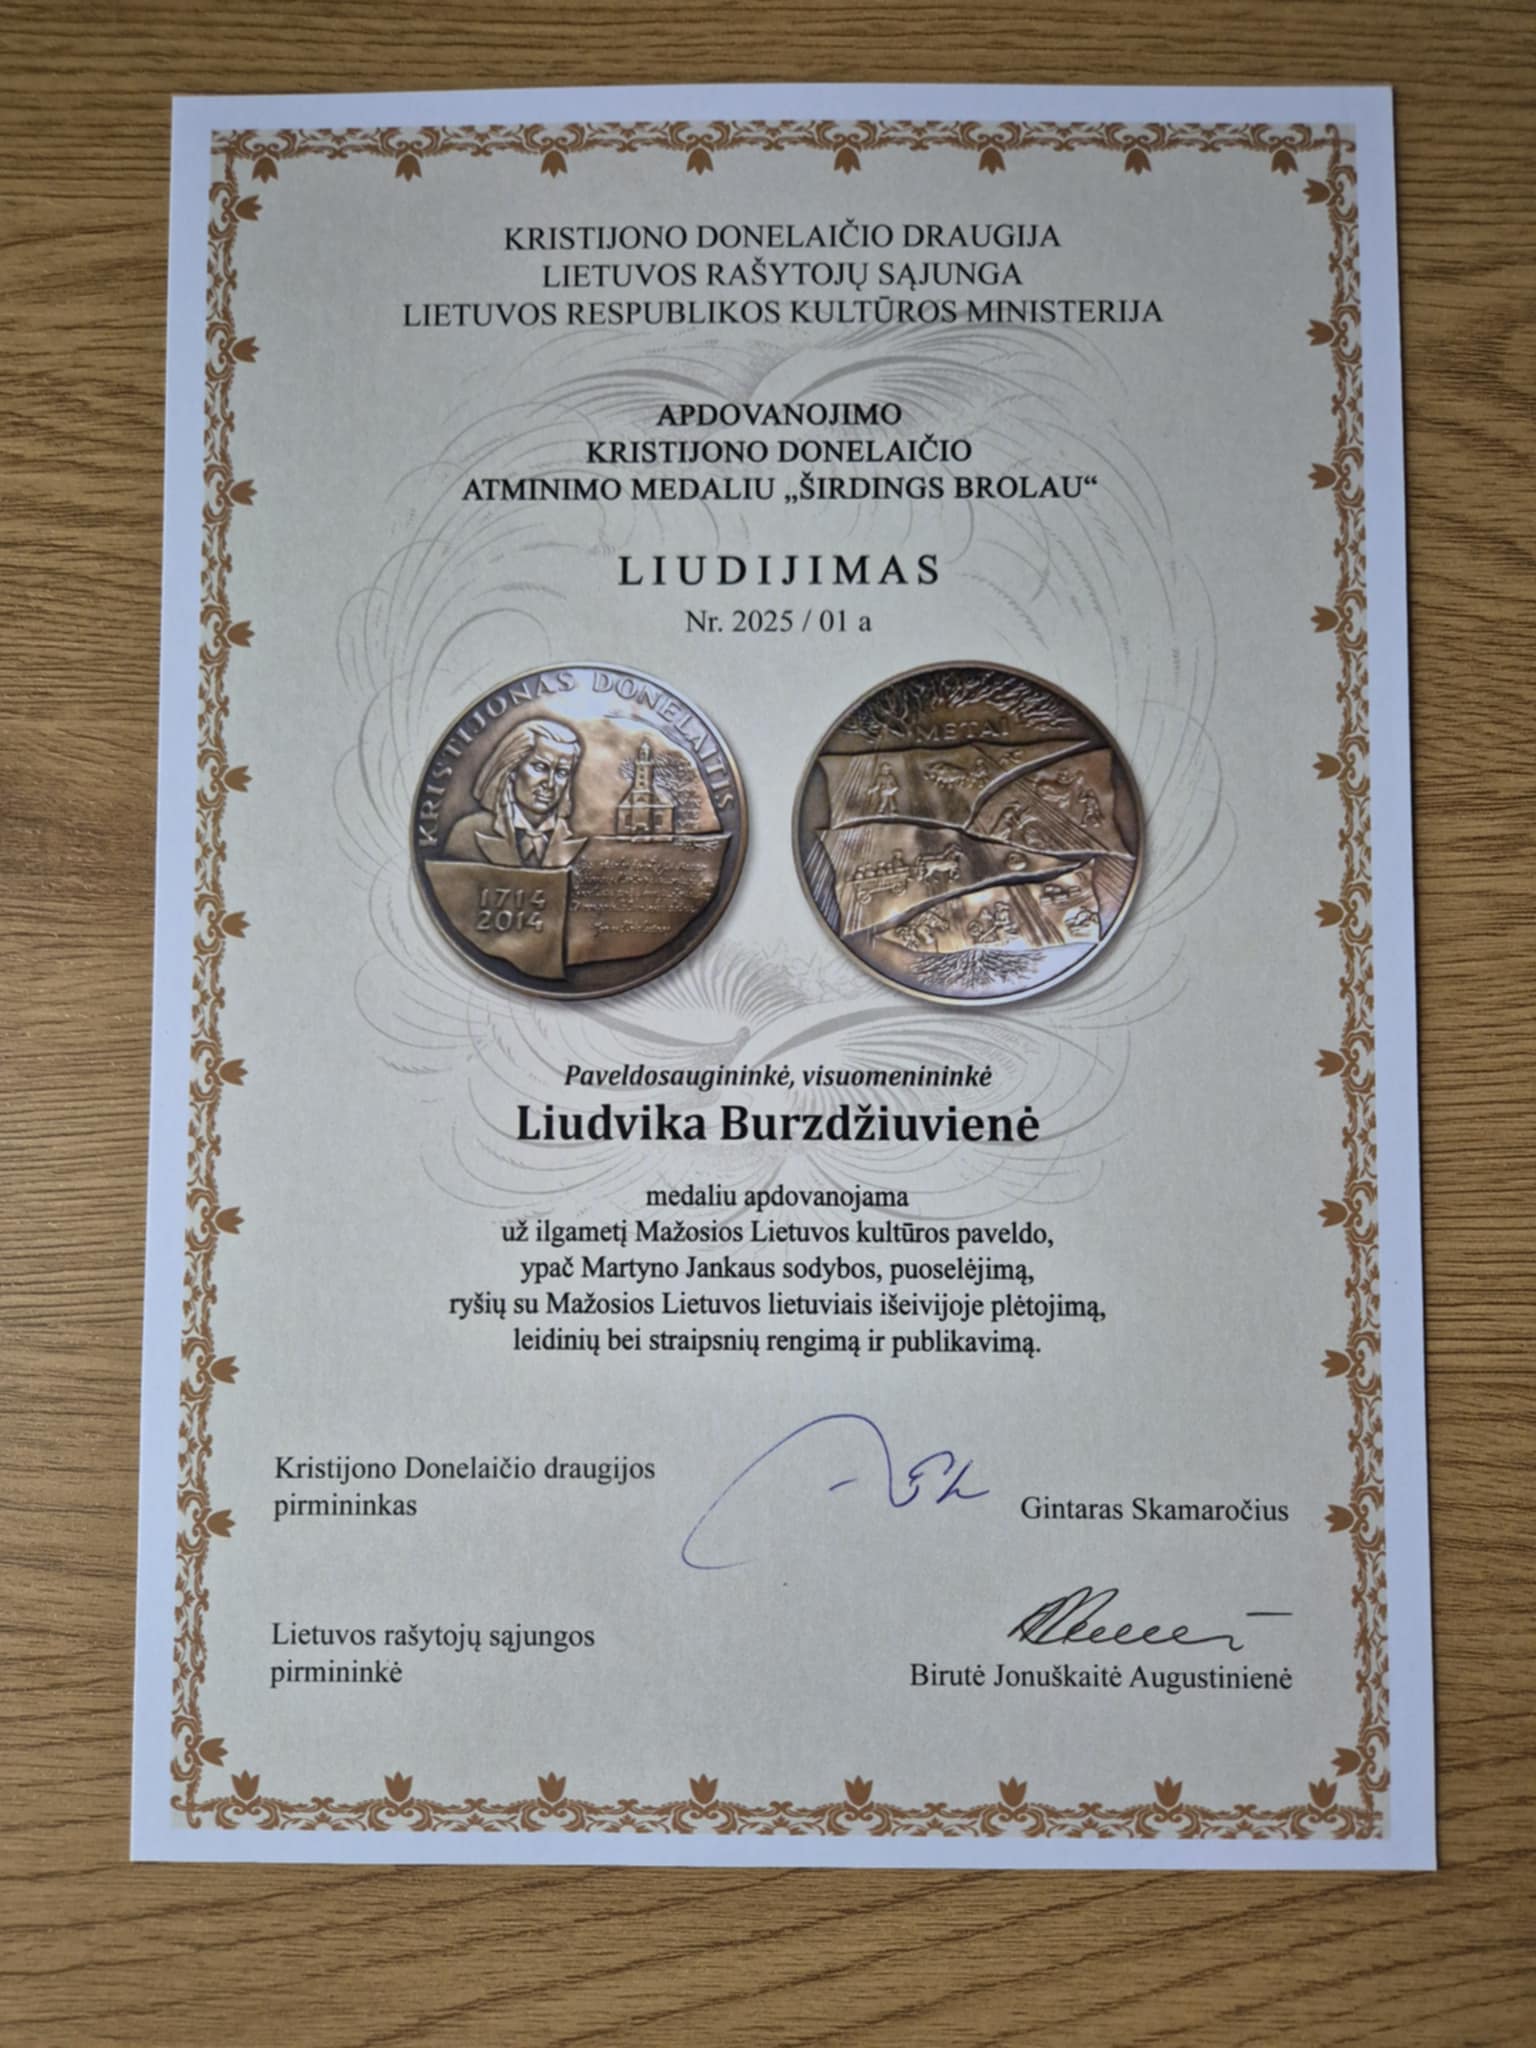 KRISTIJONO DONELAIČIO DRAUGIJA
LIETUVOS RAŠYTOJŲ SĄJUNGA
LIETUVOS RESPUBLIKOS KULTŪROS MINISTERIJA
APDOVANOJIMO
KRISTIJONO DONELAIČIO
ATMINIMO MEDALIU „ŠIRDINGS BROLAU“
LIUDIJIMAS
Nr. 2025 / 01 a
KRISTIJONAS DONELAITIS
1714
2014
METAI
Paveldosaugininkė, visuomenininkė
Liudvika Burzdžiuvienė
medaliu apdovanojama
už ilgametį Mažosios Lietuvos kultūros paveldo,
ypač Martyno Jankaus sodybos, puoselėjimą,
ryšių su Mažosios Lietuvos lietuviais išeivijoje plėtojimą,
leidinių bei straipsnių rengimą ir publikavimą.
Kristijono Donelaičio draugijos
pirmininkas
Gintaras Skamaročius
Lietuvos rašytojų sąjungos
pirmininkė
Birutė Jonuškaitė Augustinienė